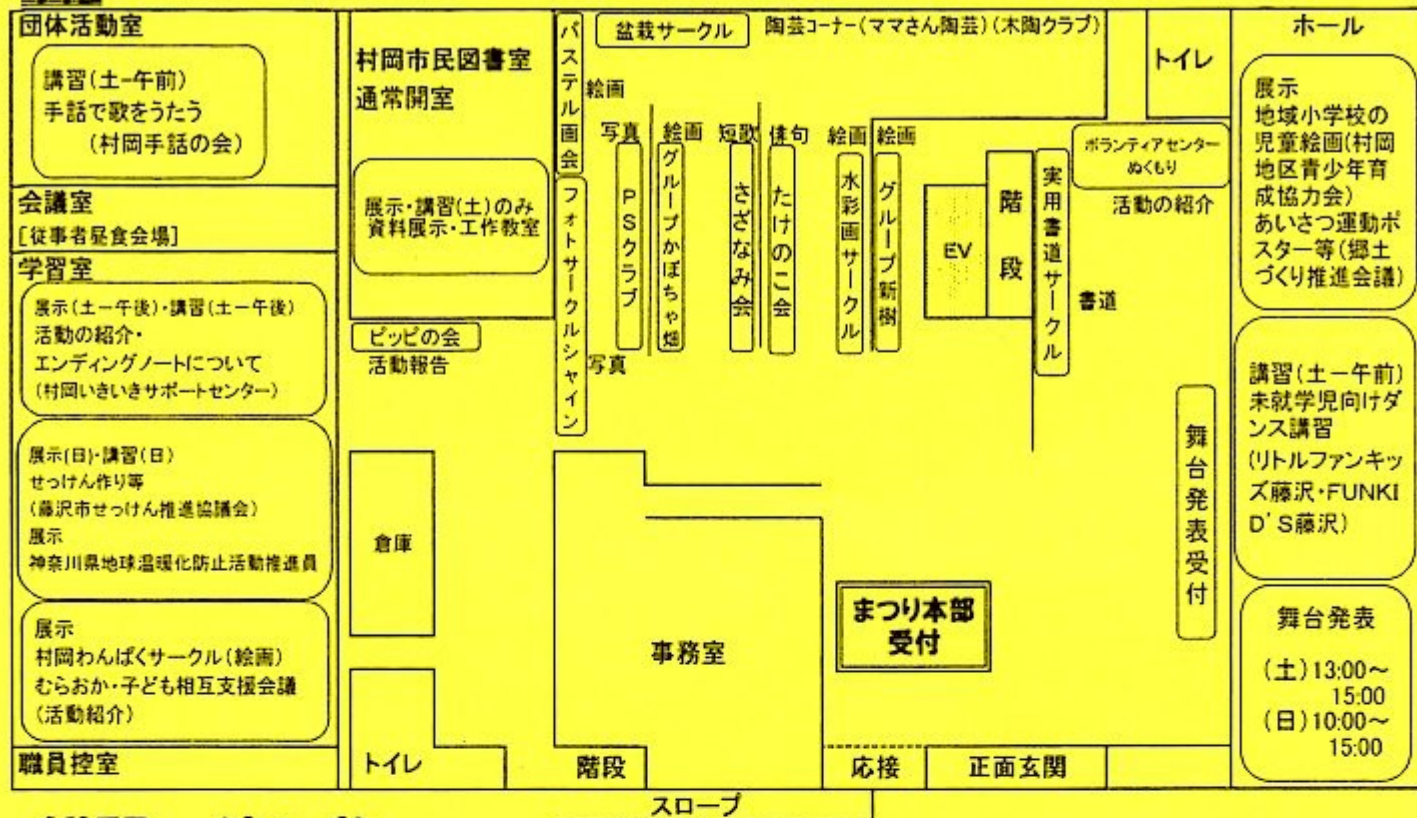 団体活動室
講習(土ー午前)
手話で歌をうたう
(村岡手話の会)
会議室
[従事者昼食会場]
学習室
展示(土ー午後)・講習(土ー午後)
活動の紹介・
エンディングノートについて
(村岡いきいきサポートセンター)
展示(日)・講習(日)
せっけん作り等
(藤沢市せっけん推進協議会)
展示
神奈川県地球温暖化防止活動推進員
展示
村岡わんぱくサークル(絵画)
むらおか・子ども相互支援会議
(活動紹介)
職員控室
村岡市民図書室
通常開室
展示・講習(土)のみ
資料展示・工作教室
ピッピの会
活動報告
倉庫
トイレ
パステル画会
絵画
フォトサークルシャイン
写真
盆栽サークル
陶芸コーナー(ママさん陶芸)(木陶クラブ)
写真
PSクラブ
絵画
グループかぼちゃ畑
短歌
さざなみ会
俳句
たけのこ会
絵画
水彩画サークル
絵画
グループ新樹
EV
階段
実用書道サークル
書道
トイレ
ボランティアセンター
ぬくもり
活動の紹介
舞台発表受付
まつり本部
受付
事務室
階段
応接
正面玄関
スロープ
ホール
展示
地域小学校の
児童絵画(村岡
地区青少年育
成協力会)
あいさつ運動ポ
スター等(郷土
づくり推進会議)
講習(土ー午前)
未就学児向けダ
ンス講習
(リトルファンキッ
ズ藤沢・FUNKI
D'S藤沢)
舞台発表
(土)13:00～
15:00
(日)10:00～
15:00